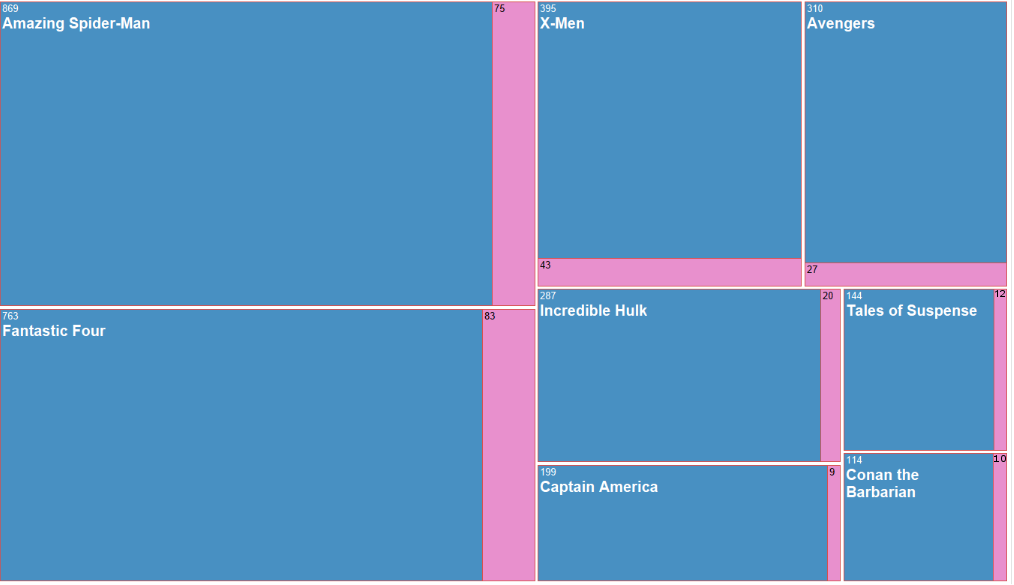 869
Amazing Spider-Man
75
395
X-Men
43
310
Avengers
27
763
Fantastic Four
83
287
Incredible Hulk
20
144
Tales of Suspense
12
199
Captain America
9
114
Conan the
Barbarian
10